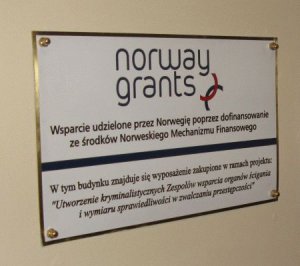 norway
grants
Wsparcie udzielone przez Norwegię poprzez dofinansowanie
ze środków Norweskiego Mechanizmu Finansowego
W tym budynku znajduje się wyposażenie zakupione w ramach projektu:
"Utworzenie kryminalistycznych Zespołów wsparcia organów ścigania
i wymiaru sprawiedliwości w zwalczaniu przestępczości"